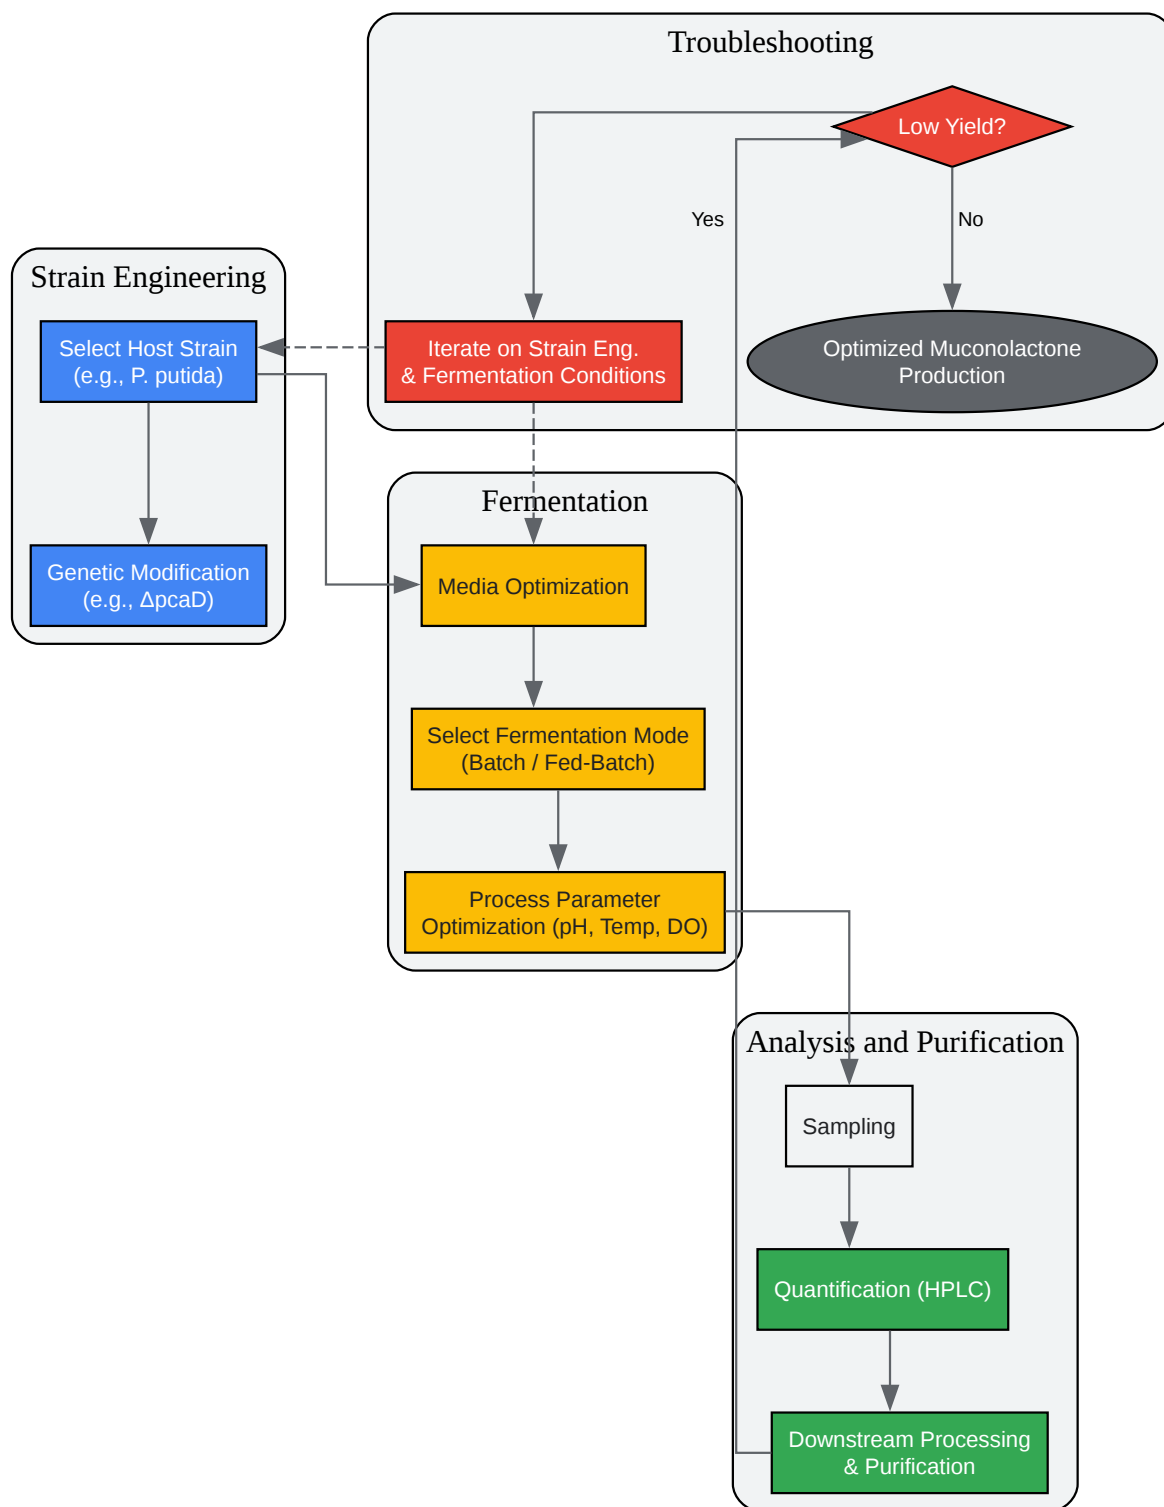 Troubleshooting
Low Yield?
Yes
No
Strain Engineering
Select Host Strain
(e.g., P. putida)
Iterate on Strain Eng.
& Fermentation Conditions
Optimized Muconolactone
Production
Genetic Modification
(e.g., ΔpcaD)
Fermentation
Media Optimization
Select Fermentation Mode
(Batch / Fed-Batch)
Process Parameter
Optimization (pH, Temp, DO)
Analysis and Purification
Sampling
Quantification (HPLC)
Downstream Processing
& Purification